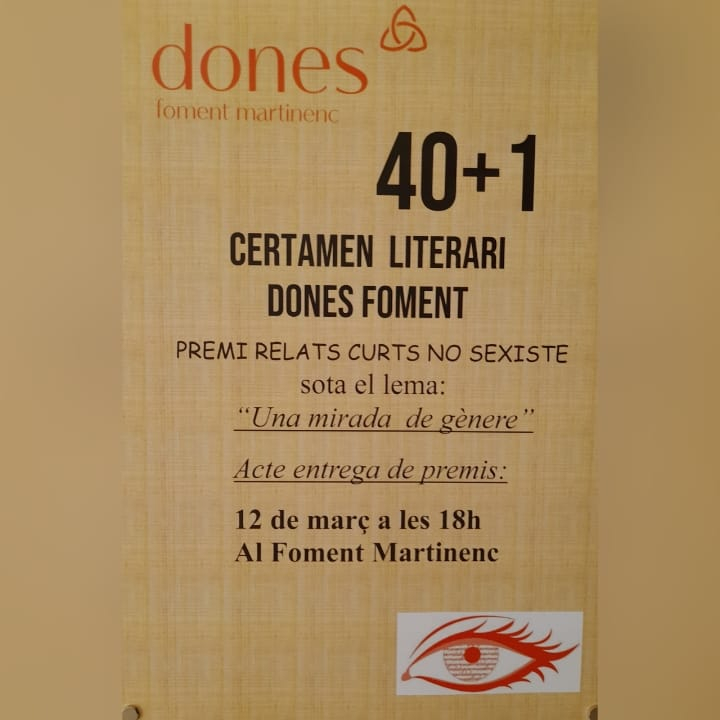 dones
foment martinenc
40+1
CERTAMEN LITERARI
DONES FOMENT
PREMI RELATS CURTS NO SEXISTE
sota el lema:
“Una mirada de gènere”
Acte entrega de premis:
12 de març a les 18h
Al Foment Martinenc